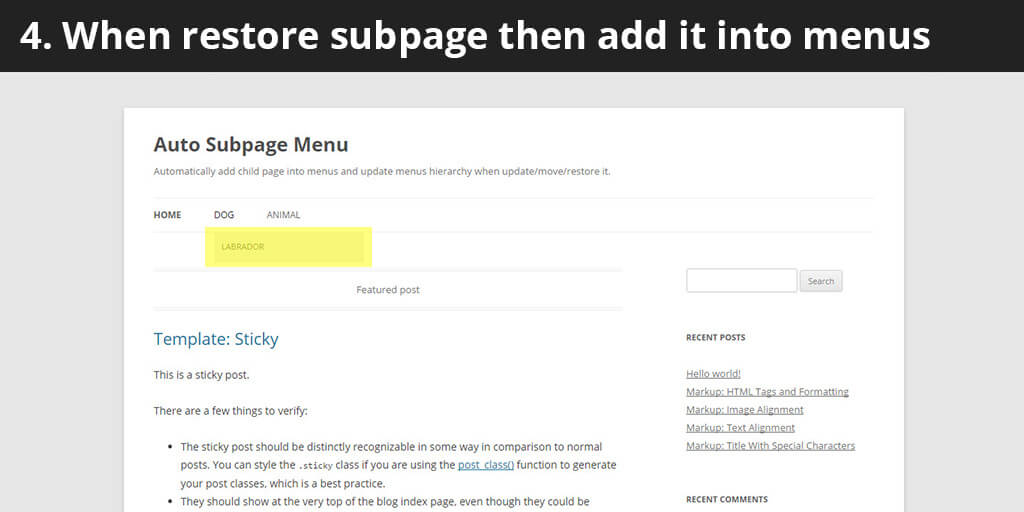 4. When restore subpage then add it into menus
Auto Subpage Menu
Automatically add child page into menus and update menus hierarchy when update/move/restore it.
HOME DOG ANIMAL
LABRADOR
Featured post
Search
Template: Sticky
This is a sticky post.
There are a few things to verify:
• The sticky post should be distinctly recognizable in some way in comparison to normal
posts. You can style the .sticky class if you are using the post_class() function to generate
your post classes, which is a best practice.
• They should show at the very top of the blog index page, even though they could be
RECENT POSTS
Hello world!
Markup: HTML Tags and Formatting
Markup: Image Alignment
Markup: Text Alignment
Markup: Title With Special Characters
RECENT COMMENTS